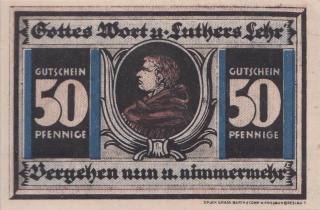 Gottes Wort u. Luthers Lehr
GUTSCHEIN
50
PFENNIGE
GUTSCHEIN
50
PFENNIGE
Vergehen nun u. nimmermehr